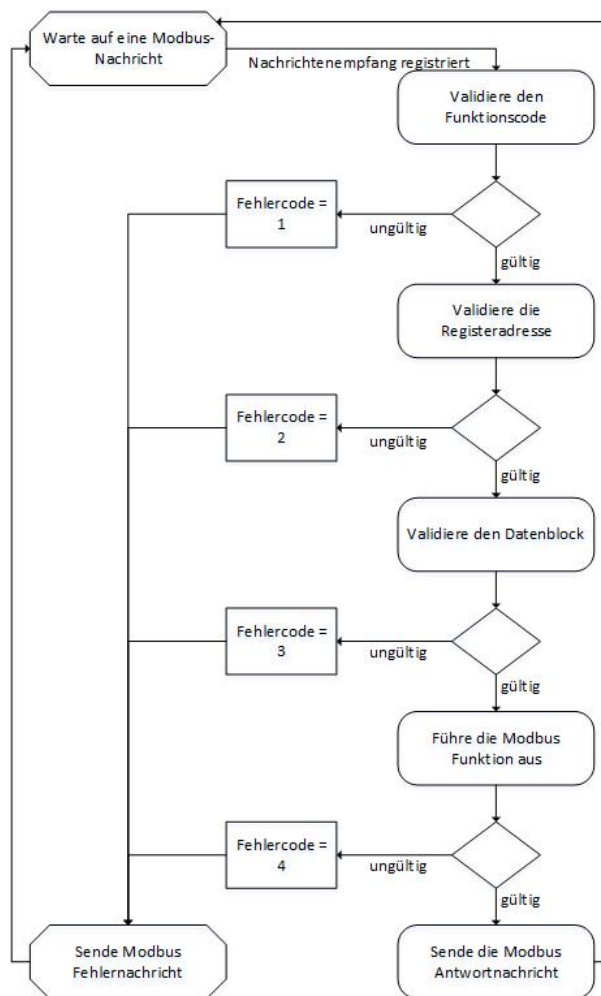 Warte auf eine Modbus-
Nachricht
Nachrichtenempfang registriert
Validiere den
Funktionscode
Fehlercode =
1
ungültig
gültig
Validiere die
Registeradresse
Fehlercode =
2
ungültig
gültig
Validiere den Datenblock
Fehlercode =
3
ungültig
gültig
Führe die Modbus
Funktion aus
Fehlercode =
4
ungültig
gültig
Sende Modbus
Fehlernachricht
Sende die Modbus
Antwortnachricht